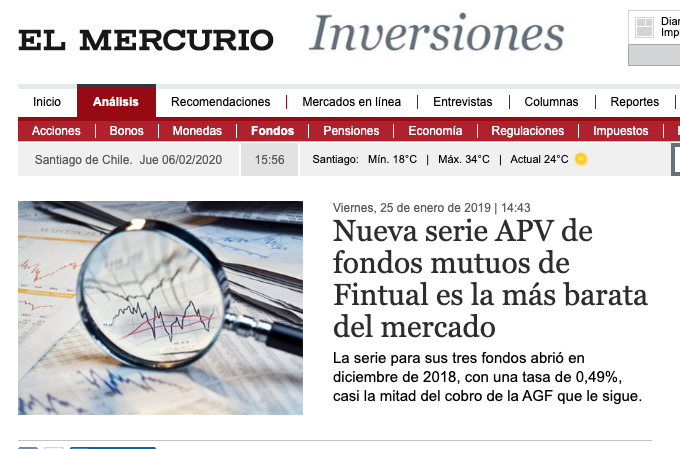 EL MERCURIO
Inversiones
Diar
Impr
Inicio
Análisis
Recomendaciones
Mercados en línea
Entrevistas
Columnas
Reportes
Acciones
Bonos
Monedas
Fondos
Pensiones
Economía
Regulaciones
Impuestos
Santiago de Chile. Jue 06/02/2020
15:56
Santiago: Mín. 18°C | Máx. 34°C | Actual 24°C
Viernes, 25 de enero de 2019 | 14:43
Nueva serie APV de
fondos mutuos de
Fintual es la más barata
del mercado
La serie para sus tres fondos abrió en
diciembre de 2018, con una tasa de 0,49%,
casi la mitad del cobro de la AGF que le sigue.